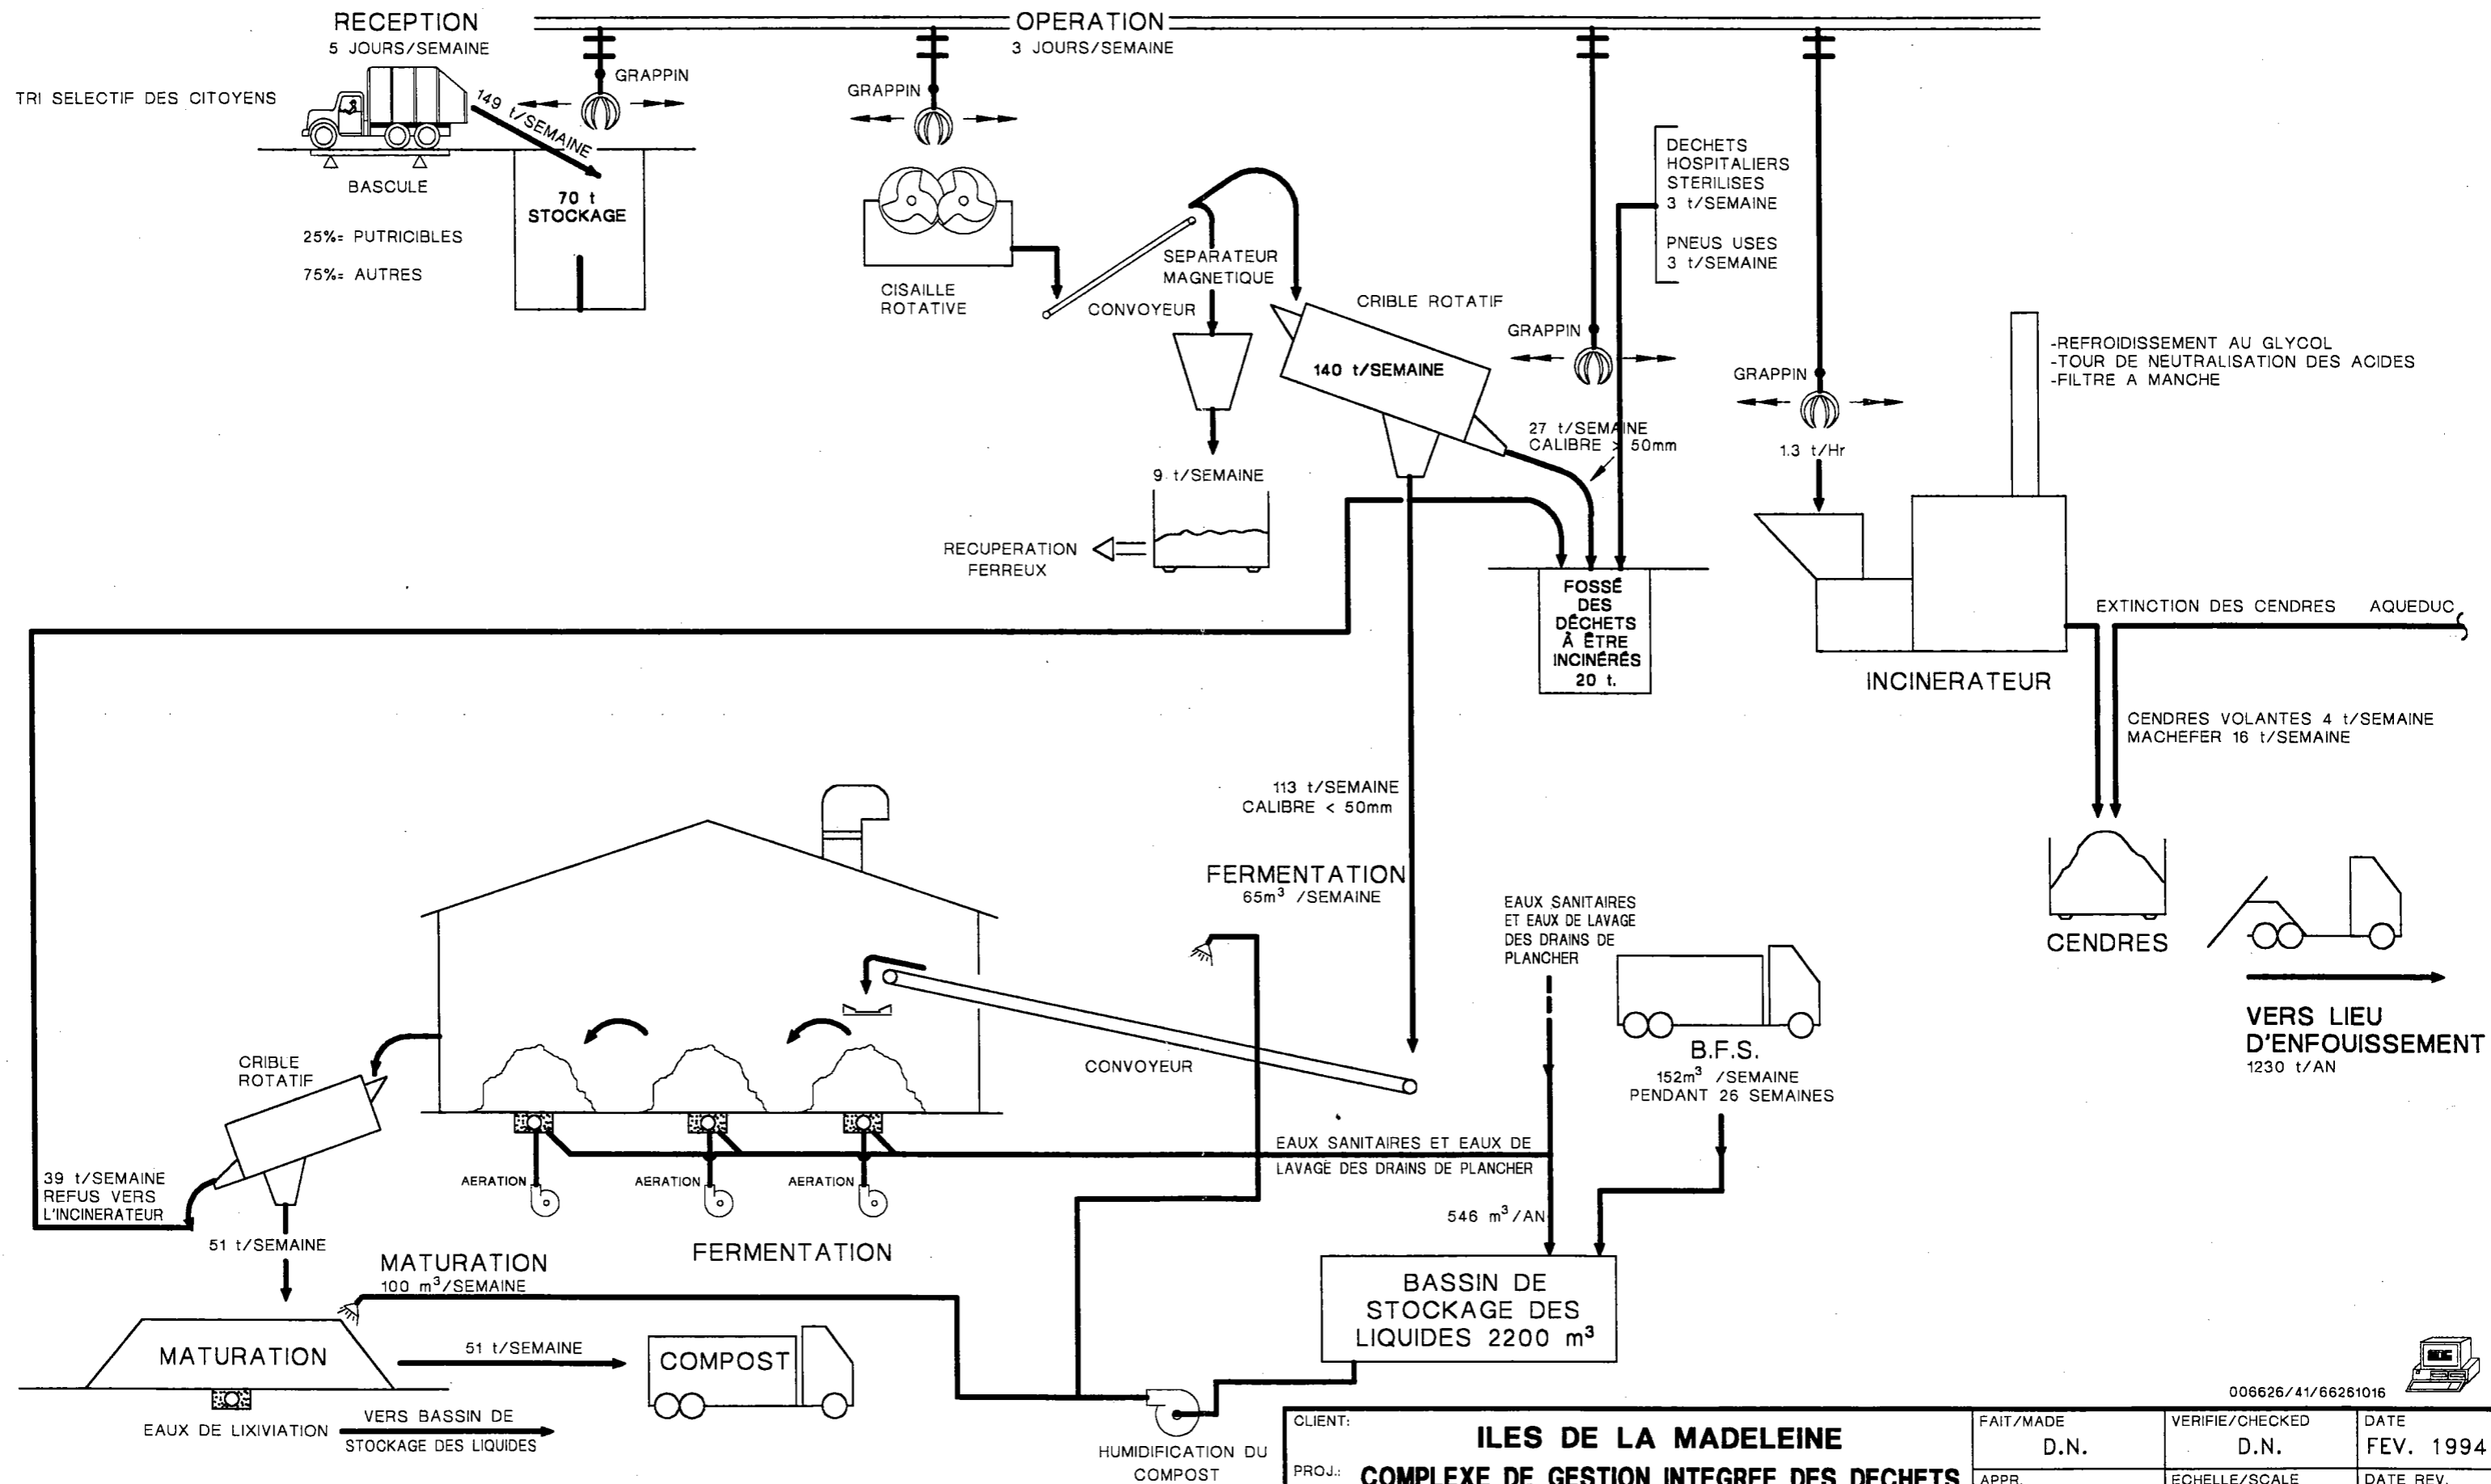 RECEPTION
5 JOURS/SEMAINE
OPERATION
3 JOURS/SEMAINE
TRI SELECTIF DES CITOYENS
149 t/SEMAINE
GRAPPIN
GRAPPIN
BASCULE
70 t
STOCKAGE
25%= PUTRICIBLES
75%= AUTRES
CISAILLE
ROTATIVE
CONVOYEUR
SEPARATEUR
MAGNETIQUE
CRIBLE ROTATIF
140 t/SEMAINE
9 t/SEMAINE
RECUPERATION
FERREUX
GRAPPIN
27 t/SEMAINE
CALIBRE > 50mm
DECHETS
HOSPITALIERS
STERILISES
3 t/SEMAINE
PNEUS USES
3 t/SEMAINE
GRAPPIN
1.3 t/Hr
-REFROIDISSEMENT AU GLYCOL
-TOUR DE NEUTRALISATION DES ACIDES
-FILTRE A MANCHE
FOSSÉ
DES
DÉCHETS
À ÊTRE
INCINÉRÉS
20 t.
INCINERATEUR
EXTINCTION DES CENDRES AQUEDUC
CENDRES VOLANTES 4 t/SEMAINE
MACHEFER 16 t/SEMAINE
CENDRES
VERS LIEU
D'ENFOUISSEMENT
1230 t/AN
113 t/SEMAINE
CALIBRE < 50mm
FERMENTATION
65m³ /SEMAINE
EAUX SANITAIRES
ET EAUX DE LAVAGE
DES DRAINS DE
PLANCHER
B.F.S.
152m³ /SEMAINE
PENDANT 26 SEMAINES
CONVOYEUR
CRIBLE
ROTATIF
39 t/SEMAINE
REFUS VERS
L'INCINERATEUR
51 t/SEMAINE
AERATION
AERATION
AERATION
FERMENTATION
EAUX SANITAIRES ET EAUX DE
LAVAGE DES DRAINS DE PLANCHER
546 m³/AN
BASSIN DE
STOCKAGE DES
LIQUIDES 2200 m³
MATURATION
100 m³/SEMAINE
MATURATION
51 t/SEMAINE
COMPOST
EAUX DE LIXIVIATION
VERS BASSIN DE
STOCKAGE DES LIQUIDES
HUMIDIFICATION DU
COMPOST
006626/41/66261016
CLIENT:
ILES DE LA MADELEINE
PROJ.:
COMPLEXE DE GESTION INTEGREE DES DECHETS
FAIT/MADE
D.N.
VERIFIE/CHECKED
D.N.
DATE
FEV. 1994
APPR.
ECHELLE/SCALE
DATE REV.